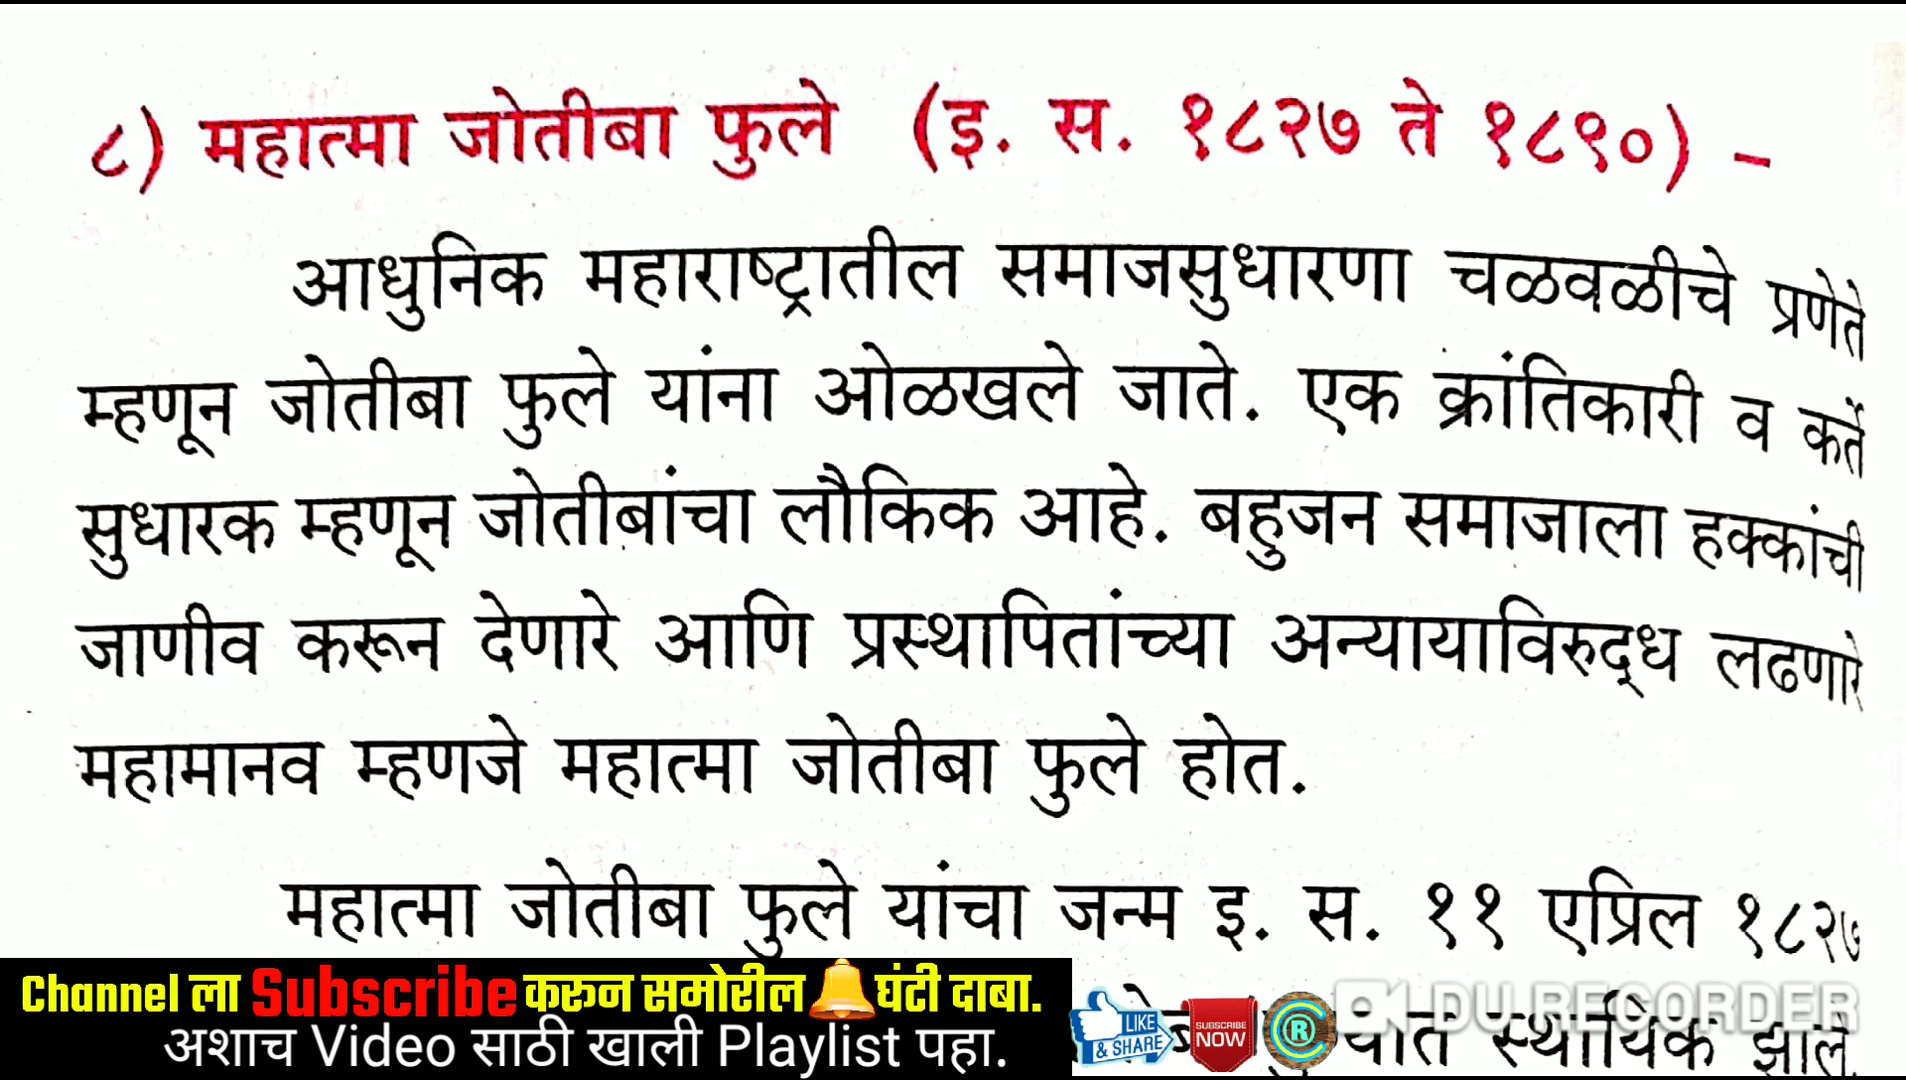 ८) महात्मा जोतीबा फुले (इ. स. १८२७ ते १८९०) –
आधुनिक महाराष्ट्रातील समाजसुधारणा चळवळीचे प्रणेते
म्हणून जोतीबा फुले यांना ओळखले जाते. एक क्रांतिकारी व कर्ते
सुधारक म्हणून जोतीबांचा लौकिक आहे. बहुजन समाजाला हक्कांची
जाणीव करून देणारे आणि प्रस्थापितांच्या अन्यायाविरुद्ध लढणारे
महामानव म्हणजे महात्मा जोतीबा फुले होत.
महात्मा जोतीबा फुले यांचा जन्म इ. स. ११ एप्रिल १८२७
Channel ला Subscribe करून समोरील घंटी दाबा.
अशाच Video साठी खाली Playlist पहा.
LIKE & SHARE
SUBSCRIBE NOW
R
DU RECORDER
स्थायिक झाले.